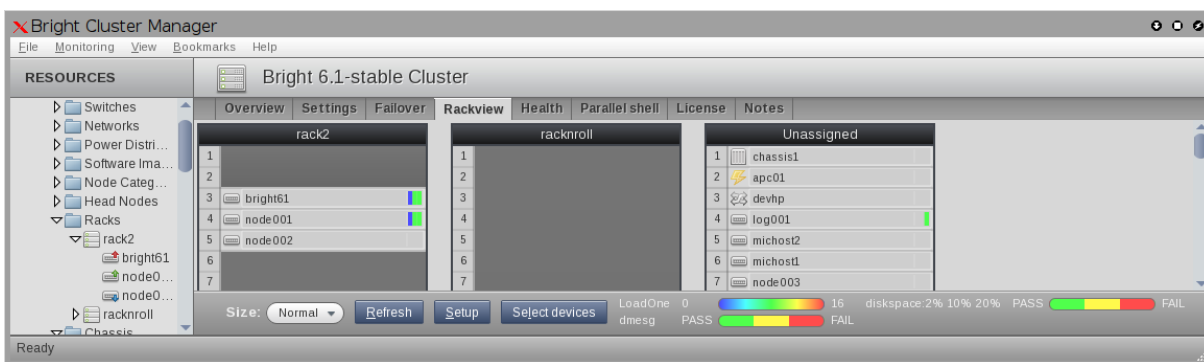 Bright Cluster Manager
File Monitoring View Bookmarks Help
RESOURCES
Bright 6.1-stable Cluster
Switches
Networks
Power Distri...
Software Ima...
Node Categ...
Head Nodes
Racks
rack2
bright61
node0...
node0...
racknroll
Chassis
Overview Settings Failover Rackview Health Parallel shell License Notes
rack2
1
2
3 bright61
4 node001
5 node002
6
7
racknroll
1
2
3
4
5
6
7
Unassigned
1 chassis1
2 apc01
3 devhp
4 log001
5 michost2
6 michost1
7 node003
Size: Normal Refresh Setup Select devices
LoadOne 0 16 diskspace:2% 10% 20% PASS FAIL
dmesg PASS FAIL
Ready